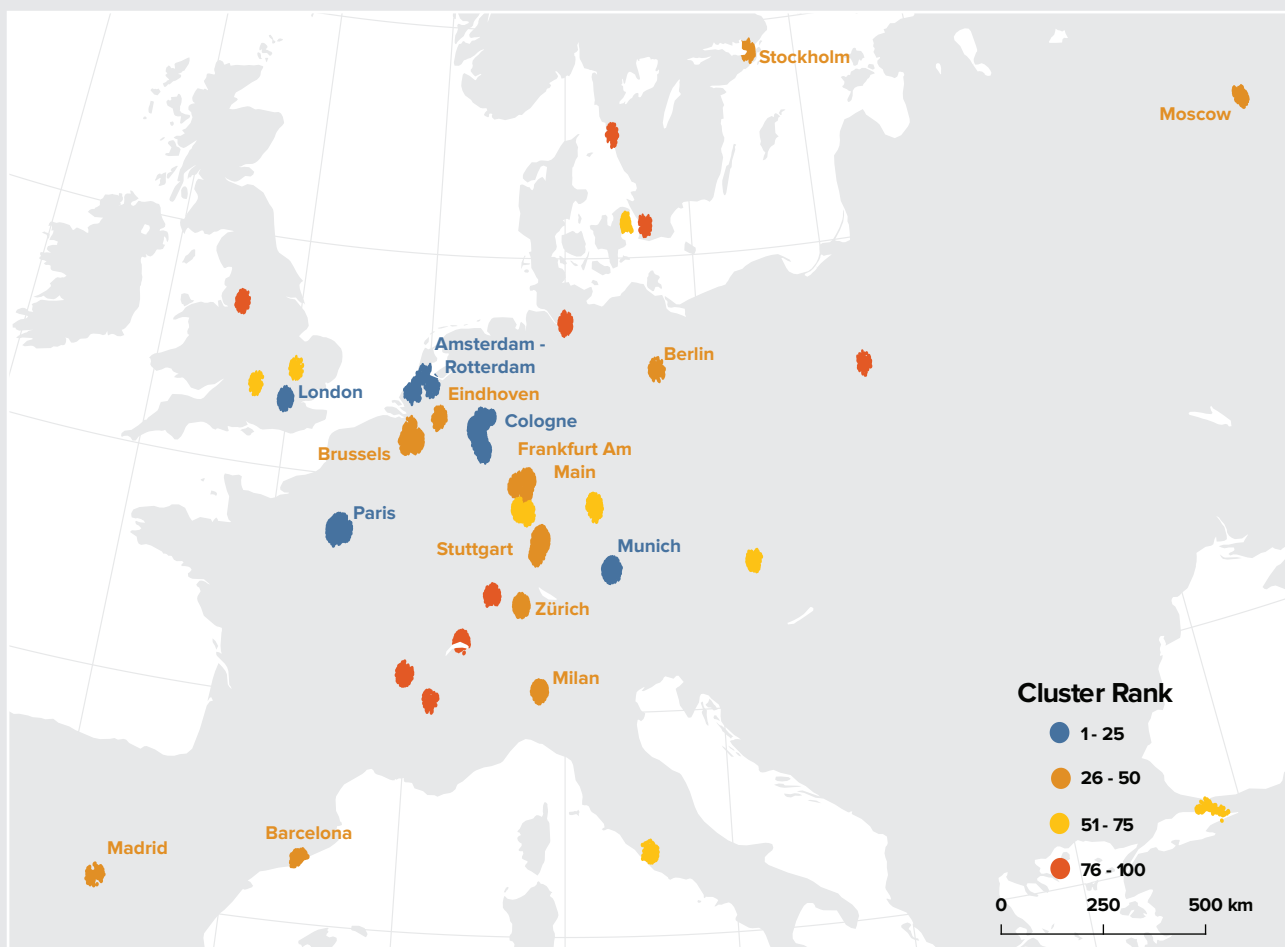 Stockholm
Moscow
Amsterdam -
Rotterdam
Berlin
Eindhoven
London
Cologne
Brussels
Frankfurt Am
Main
Paris
Stuttgart
Munich
Zürich
Milan
Barcelona
Madrid
Cluster Rank
1 - 25
26 - 50
51 - 75
76 - 100
0 250 500 km